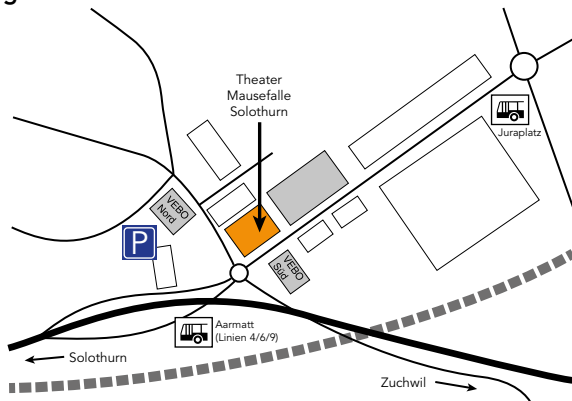 g
Theater
Mausefalle
Solothurn
Juraplatz
VEBO
Nord
P
VEBO
Süd
Aarmatt
(Linien 4/6/9)
Solothurn
Zuchwil